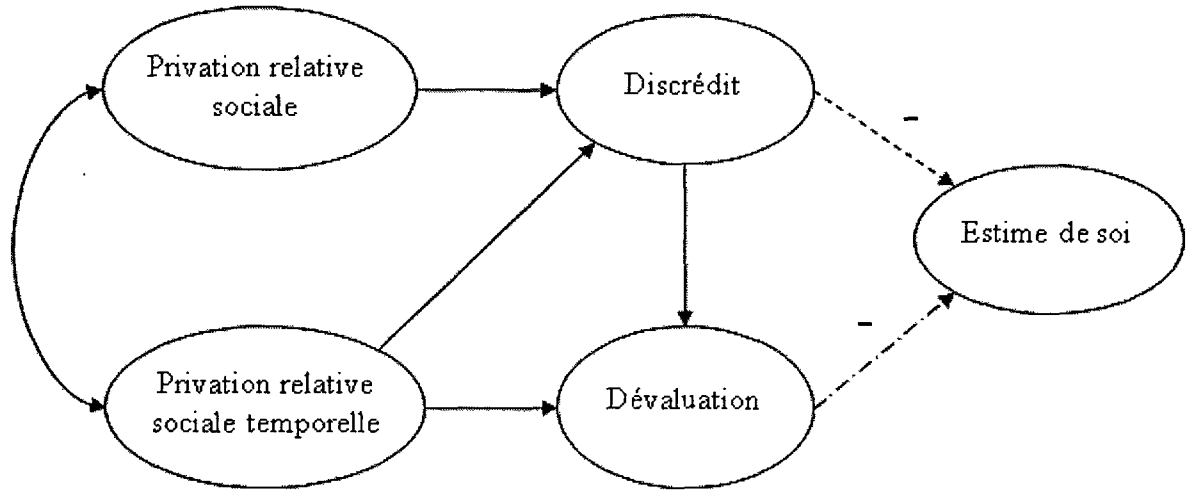 Privation relative
sociale
Discrédit
-
Estime de soi
-
Privation relative
sociale temporelle
Dévaluation